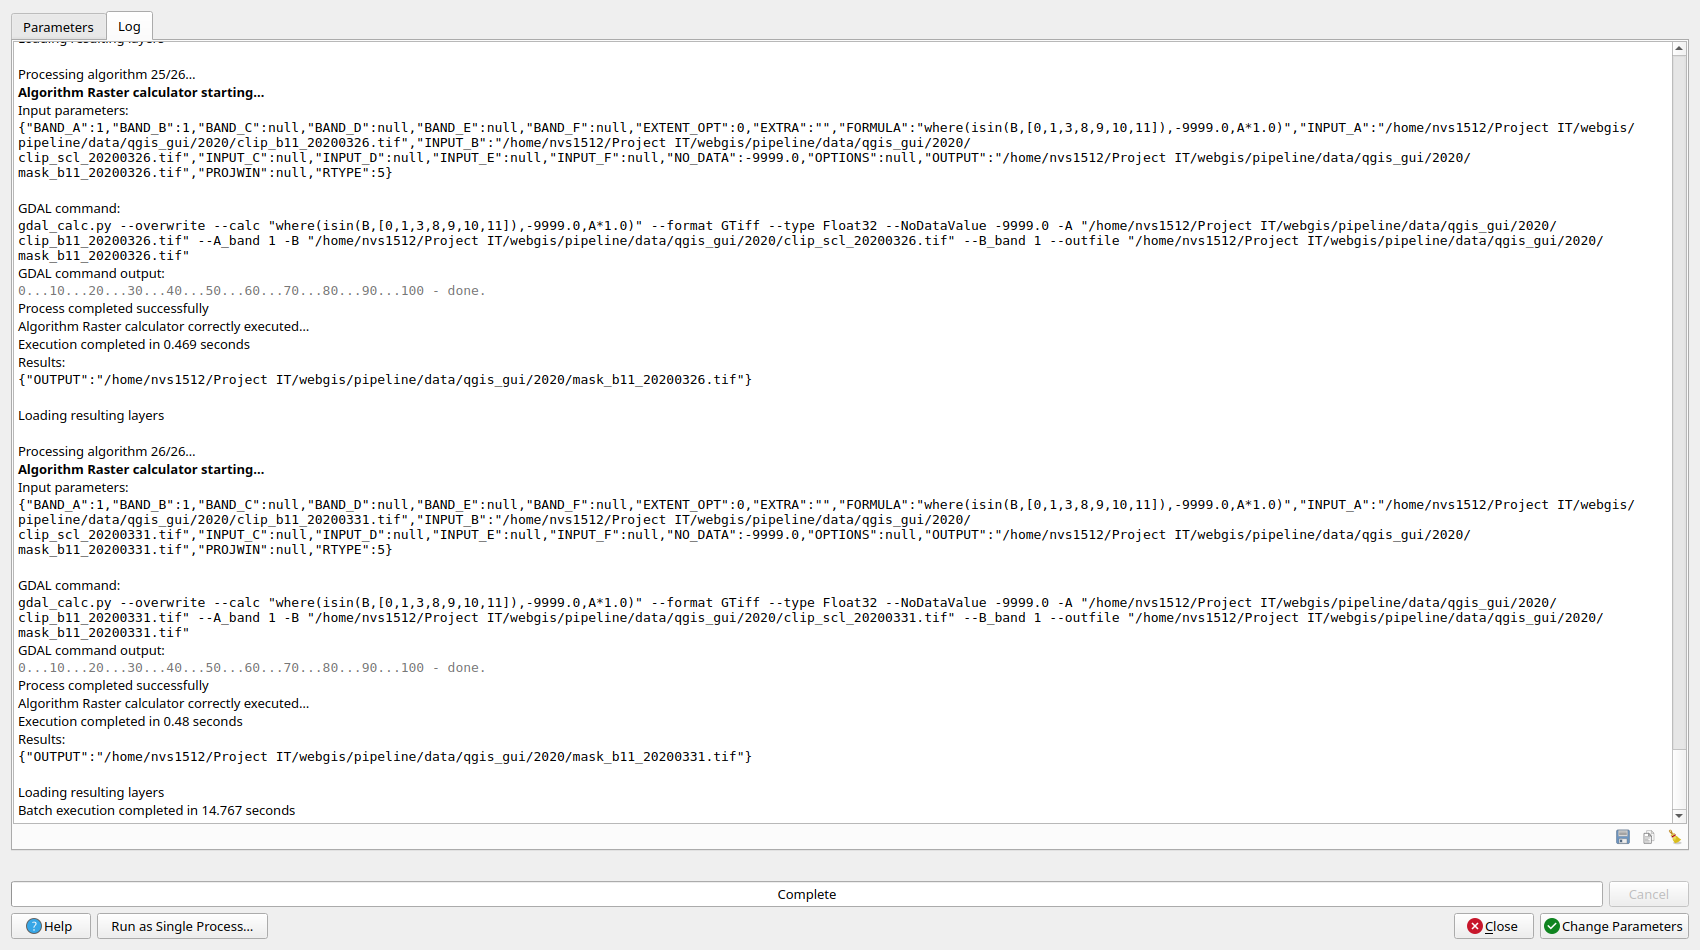 Parameters
Log
Loading resulting layers
Processing algorithm 25/26...
Algorithm Raster calculator starting...
Input parameters:
{"BAND_A":1,"BAND_B":1,"BAND_C":null,"BAND_D":null,"BAND_E":null,"BAND_F":null,"EXTENT_OPT":0,"EXTRA":"","FORMULA":"where(isin(B,[0,1,3,8,9,10,11]),-9999.0,A*1.0)","INPUT_A":"/home/nvs1512/Project IT/webgis/
pipeline/data/qgis_gui/2020/clip_b11_20200326.tif","INPUT_B":"/home/nvs1512/Project IT/webgis/pipeline/data/qgis_gui/2020/
clip_scl_20200326.tif","INPUT_C":null,"INPUT_D":null,"INPUT_E":null,"INPUT_F":null,"NO_DATA":-9999.0,"OPTIONS":null,"OUTPUT":"/home/nvs1512/Project IT/webgis/pipeline/data/qgis_gui/2020/
mask_b11_20200326.tif","PROJWIN":null,"RTYPE":5}
GDAL command:
gdal_calc.py --overwrite --calc "where(isin(B,[0,1,3,8,9,10,11]),-9999.0,A*1.0)" --format GTiff --type Float32 --NoDataValue -9999.0 -A "/home/nvs1512/Project IT/webgis/pipeline/data/qgis_gui/2020/
clip_b11_20200326.tif" --A_band 1 -B "/home/nvs1512/Project IT/webgis/pipeline/data/qgis_gui/2020/clip_scl_20200326.tif" --B_band 1 --outfile "/home/nvs1512/Project IT/webgis/pipeline/data/qgis_gui/2020/
mask_b11_20200326.tif"
GDAL command output:
0...10...20...30...40...50...60...70...80...90...100 - done.
Process completed successfully
Algorithm Raster calculator correctly executed...
Execution completed in 0.469 seconds
Results:
{"OUTPUT":"/home/nvs1512/Project IT/webgis/pipeline/data/qgis_gui/2020/mask_b11_20200326.tif"}
Loading resulting layers
Processing algorithm 26/26...
Algorithm Raster calculator starting...
Input parameters:
{"BAND_A":1,"BAND_B":1,"BAND_C":null,"BAND_D":null,"BAND_E":null,"BAND_F":null,"EXTENT_OPT":0,"EXTRA":"","FORMULA":"where(isin(B,[0,1,3,8,9,10,11]),-9999.0,A*1.0)","INPUT_A":"/home/nvs1512/Project IT/webgis/
pipeline/data/qgis_gui/2020/clip_b11_20200331.tif","INPUT_B":"/home/nvs1512/Project IT/webgis/pipeline/data/qgis_gui/2020/
clip_scl_20200331.tif","INPUT_C":null,"INPUT_D":null,"INPUT_E":null,"INPUT_F":null,"NO_DATA":-9999.0,"OPTIONS":null,"OUTPUT":"/home/nvs1512/Project IT/webgis/pipeline/data/qgis_gui/2020/
mask_b11_20200331.tif","PROJWIN":null,"RTYPE":5}
GDAL command:
gdal_calc.py --overwrite --calc "where(isin(B,[0,1,3,8,9,10,11]),-9999.0,A*1.0)" --format GTiff --type Float32 --NoDataValue -9999.0 -A "/home/nvs1512/Project IT/webgis/pipeline/data/qgis_gui/2020/
clip_b11_20200331.tif" --A_band 1 -B "/home/nvs1512/Project IT/webgis/pipeline/data/qgis_gui/2020/clip_scl_20200331.tif" --B_band 1 --outfile "/home/nvs1512/Project IT/webgis/pipeline/data/qgis_gui/2020/
mask_b11_20200331.tif"
GDAL command output:
0...10...20...30...40...50...60...70...80...90...100 - done.
Process completed successfully
Algorithm Raster calculator correctly executed...
Execution completed in 0.48 seconds
Results:
{"OUTPUT":"/home/nvs1512/Project IT/webgis/pipeline/data/qgis_gui/2020/mask_b11_20200331.tif"}
Loading resulting layers
Batch execution completed in 14.767 seconds
Complete
Cancel
Help
Run as Single Process...
Close
Change Parameters